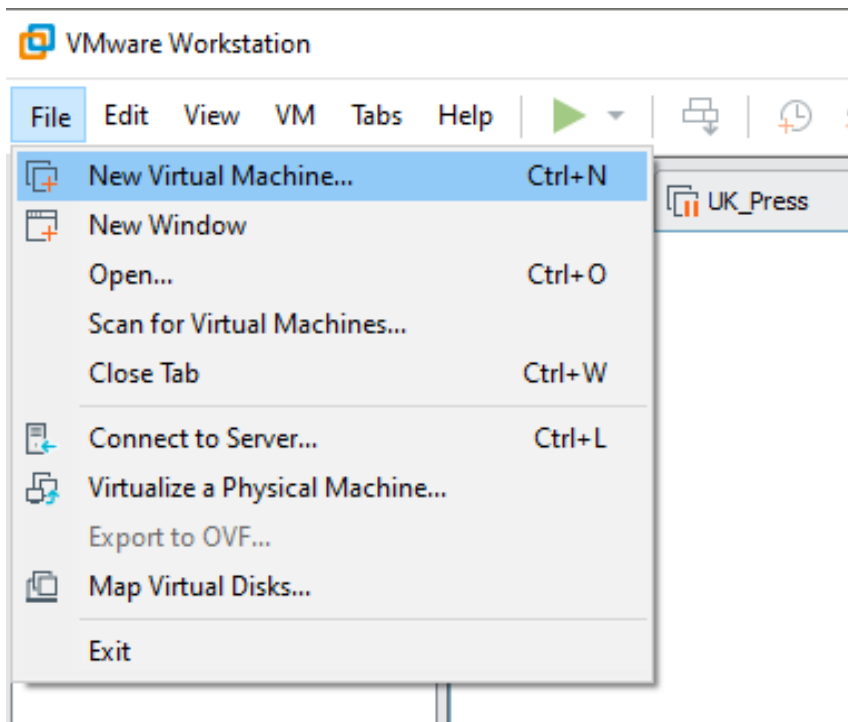 VMware Workstation
File Edit View VM Tabs Help
New Virtual Machine... Ctrl+N
UK_Press
New Window
Open... Ctrl+O
Scan for Virtual Machines...
Close Tab Ctrl+W
Connect to Server... Ctrl+L
Virtualize a Physical Machine...
Export to OVF...
Map Virtual Disks...
Exit